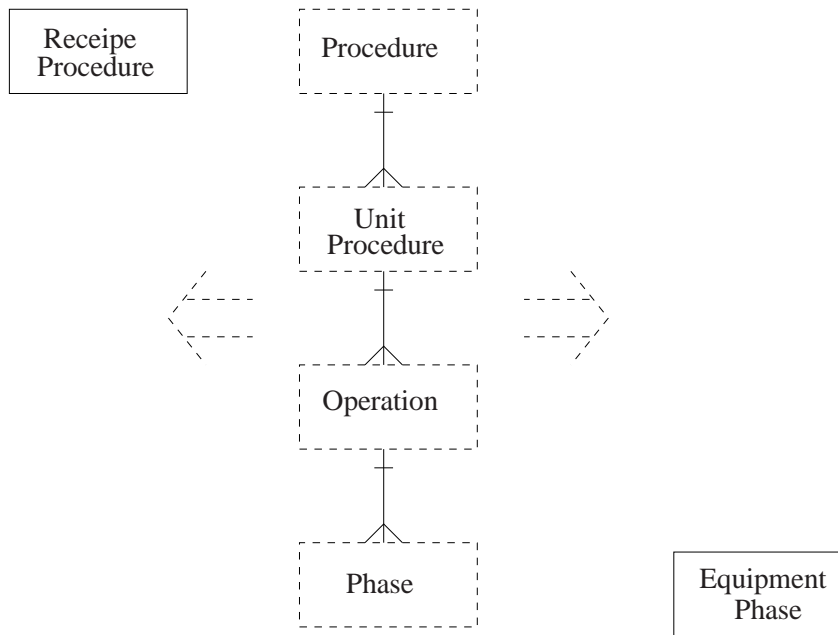 Receipe
Procedure
Procedure
Unit
Procedure
Operation
Phase
Equipment
Phase